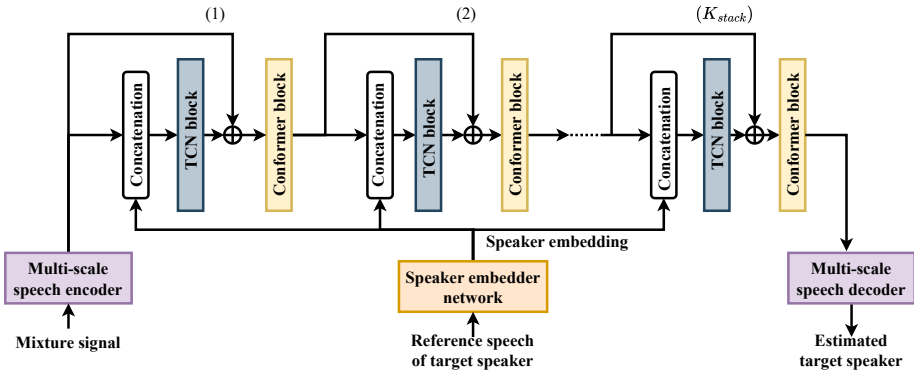 (1)
(2)
(K_stack)
Concatenation
TCN block
Conformer block
Concatenation
TCN block
Conformer block
Concatenation
TCN block
Conformer block
Speaker embedding
Multi-scale
speech encoder
Speaker embedder
network
Multi-scale
speech decoder
Mixture signal
Reference speech
of target speaker
Estimated
target speaker